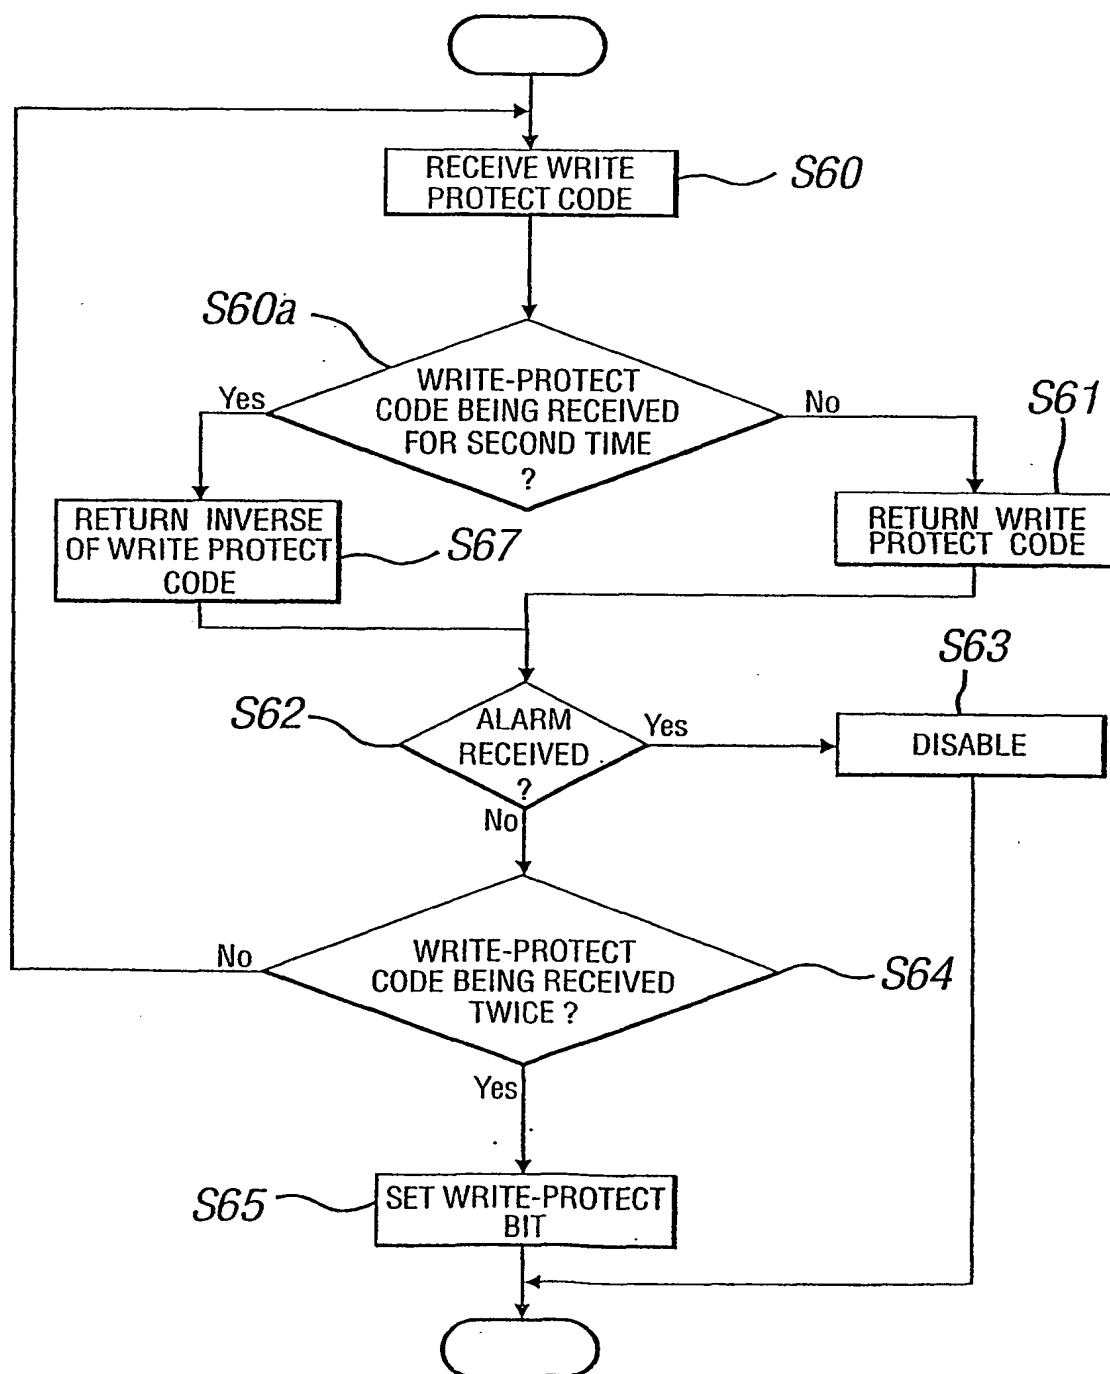 RECEIVE WRITE
PROTECT CODE
S60
S60a
WRITE-PROTECT
CODE BEING RECEIVED
FOR SECOND TIME
?
Yes
No
S61
RETURN INVERSE
OF WRITE PROTECT
CODE
S67
RETURN WRITE
PROTECT CODE
S63
S62
ALARM
RECEIVED
?
Yes
DISABLE
No
WRITE-PROTECT
CODE BEING RECEIVED
TWICE ?
No
S64
Yes
S65
SET WRITE-PROTECT
BIT